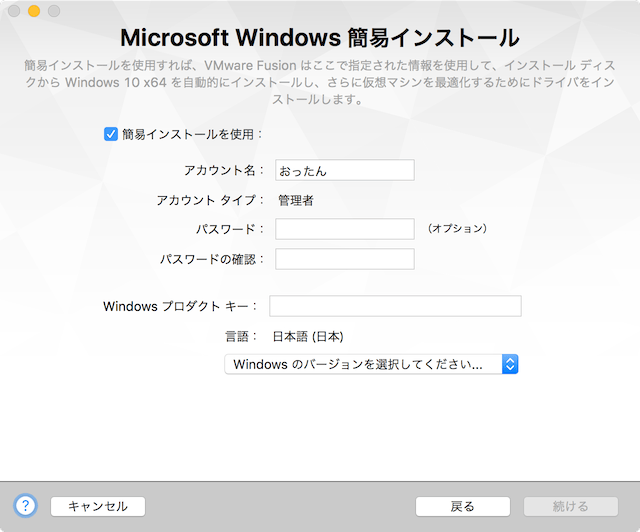 Microsoft Windows 簡易インストール
簡易インストールを使用すれば、VMware Fusion はここで指定された情報を使用して、インストール ディス
クから Windows 10 x64 を自動的にインストールし、さらに仮想マシンを最適化するためにドライバをイン
ストールします。
簡易インストールを使用：
アカウント名： おったん
アカウント タイプ： 管理者
パスワード： （オプション）
パスワードの確認：
Windows プロダクト キー：
言語： 日本語 (日本)
Windows のバージョンを選択してください...
? キャンセル 戻る 続ける